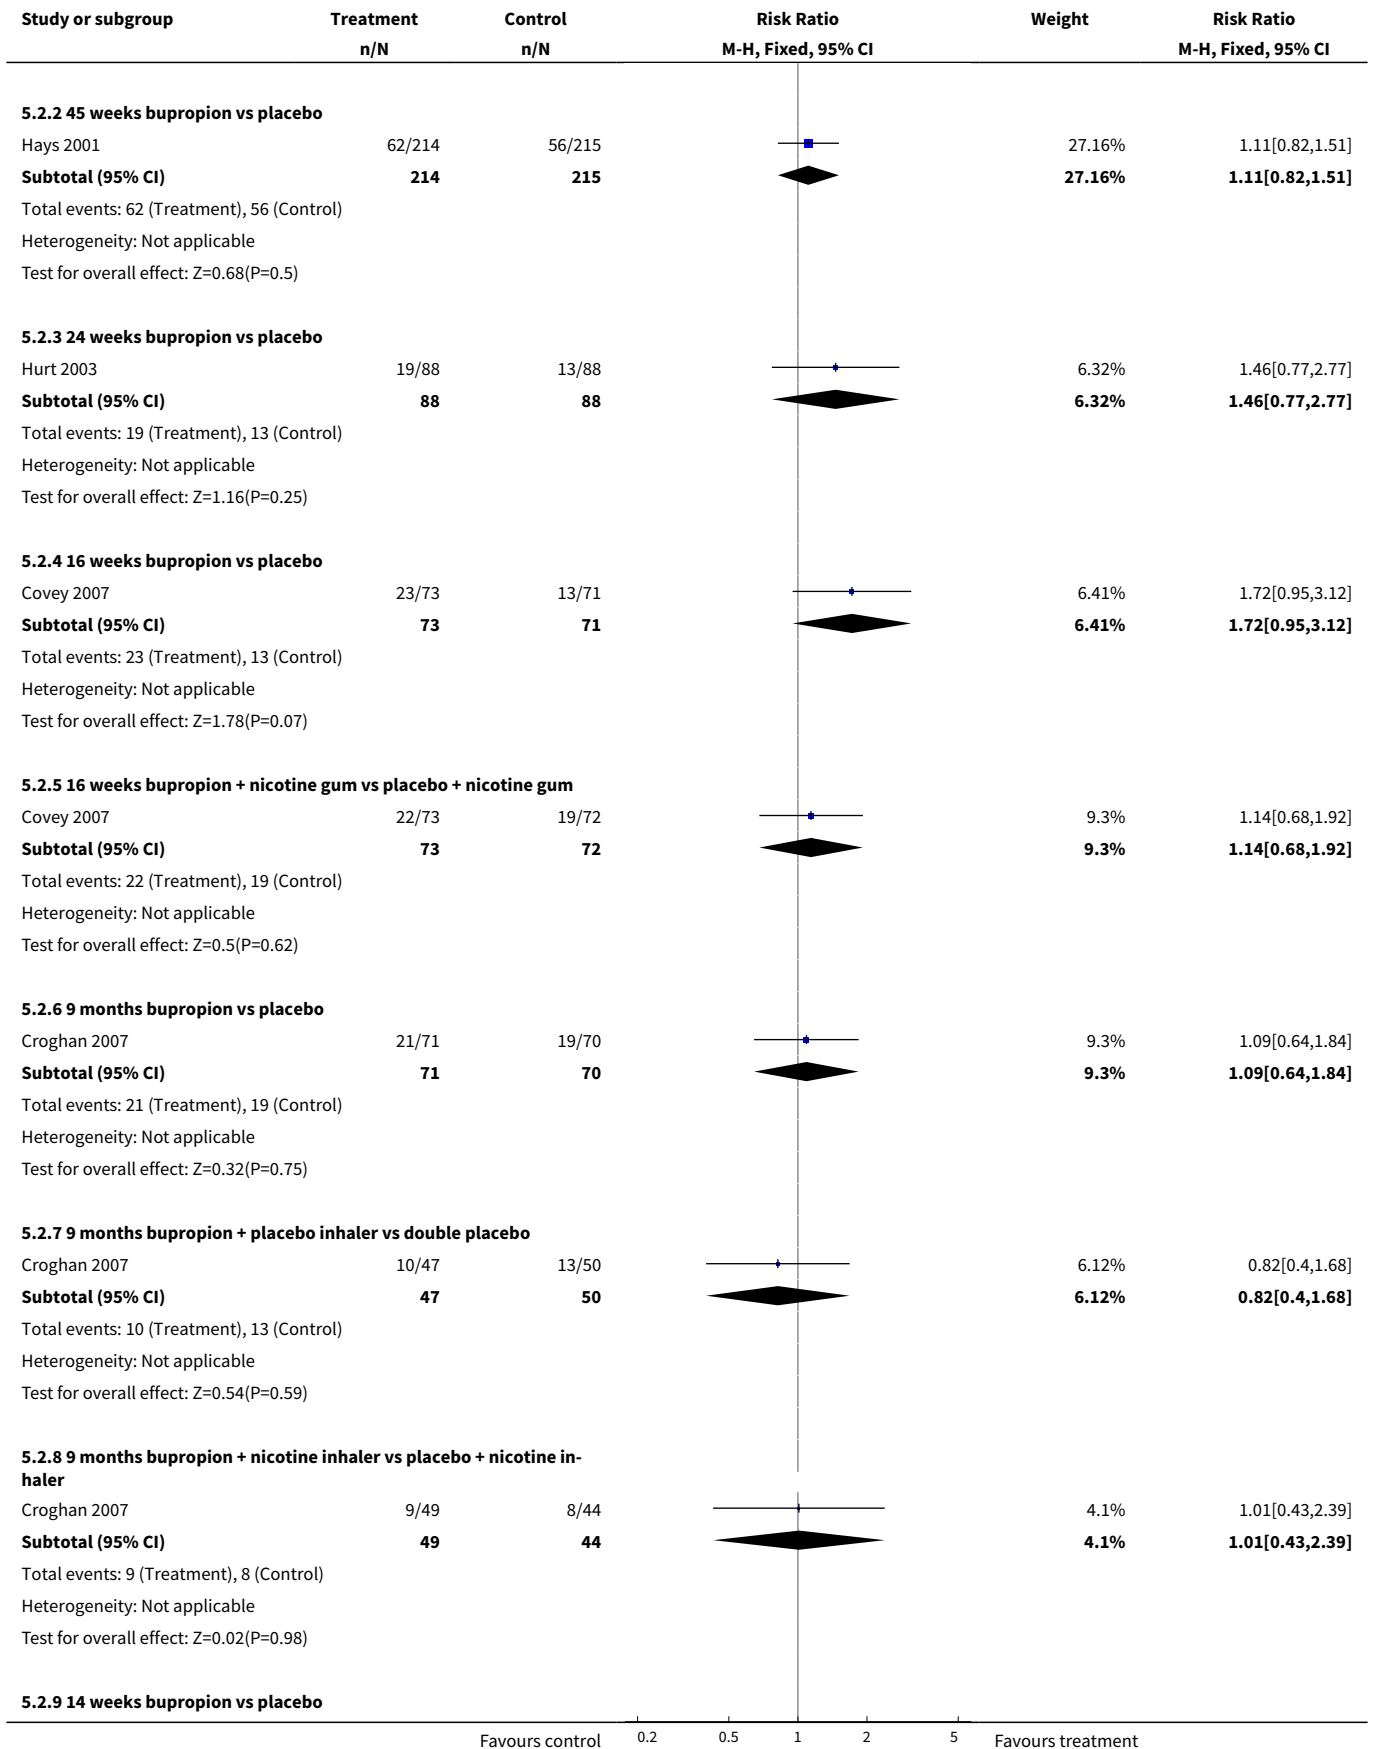 Study or subgroup Treatment Control Risk Ratio Weight Risk Ratio
n/N n/N M-H, Fixed, 95% CI M-H, Fixed, 95% CI
5.2.2 45 weeks bupropion vs placebo
Hays 2001 62/214 56/215 27.16% 1.11[0.82,1.51]
Subtotal (95% CI) 214 215 27.16% 1.11[0.82,1.51]
Total events: 62 (Treatment), 56 (Control)
Heterogeneity: Not applicable
Test for overall effect: Z=0.68(P=0.5)
5.2.3 24 weeks bupropion vs placebo
Hurt 2003 19/88 13/88 6.32% 1.46[0.77,2.77]
Subtotal (95% CI) 88 88 6.32% 1.46[0.77,2.77]
Total events: 19 (Treatment), 13 (Control)
Heterogeneity: Not applicable
Test for overall effect: Z=1.16(P=0.25)
5.2.4 16 weeks bupropion vs placebo
Covey 2007 23/73 13/71 6.41% 1.72[0.95,3.12]
Subtotal (95% CI) 73 71 6.41% 1.72[0.95,3.12]
Total events: 23 (Treatment), 13 (Control)
Heterogeneity: Not applicable
Test for overall effect: Z=1.78(P=0.07)
5.2.5 16 weeks bupropion + nicotine gum vs placebo + nicotine gum
Covey 2007 22/73 19/72 9.3% 1.14[0.68,1.92]
Subtotal (95% CI) 73 72 9.3% 1.14[0.68,1.92]
Total events: 22 (Treatment), 19 (Control)
Heterogeneity: Not applicable
Test for overall effect: Z=0.5(P=0.62)
5.2.6 9 months bupropion vs placebo
Croghan 2007 21/71 19/70 9.3% 1.09[0.64,1.84]
Subtotal (95% CI) 71 70 9.3% 1.09[0.64,1.84]
Total events: 21 (Treatment), 19 (Control)
Heterogeneity: Not applicable
Test for overall effect: Z=0.32(P=0.75)
5.2.7 9 months bupropion + placebo inhaler vs double placebo
Croghan 2007 10/47 13/50 6.12% 0.82[0.4,1.68]
Subtotal (95% CI) 47 50 6.12% 0.82[0.4,1.68]
Total events: 10 (Treatment), 13 (Control)
Heterogeneity: Not applicable
Test for overall effect: Z=0.54(P=0.59)
5.2.8 9 months bupropion + nicotine inhaler vs placebo + nicotine in-
haler
Croghan 2007 9/49 8/44 4.1% 1.01[0.43,2.39]
Subtotal (95% CI) 49 44 4.1% 1.01[0.43,2.39]
Total events: 9 (Treatment), 8 (Control)
Heterogeneity: Not applicable
Test for overall effect: Z=0.02(P=0.98)
5.2.9 14 weeks bupropion vs placebo
Favours control 0.2 0.5 1 2 5 Favours treatment